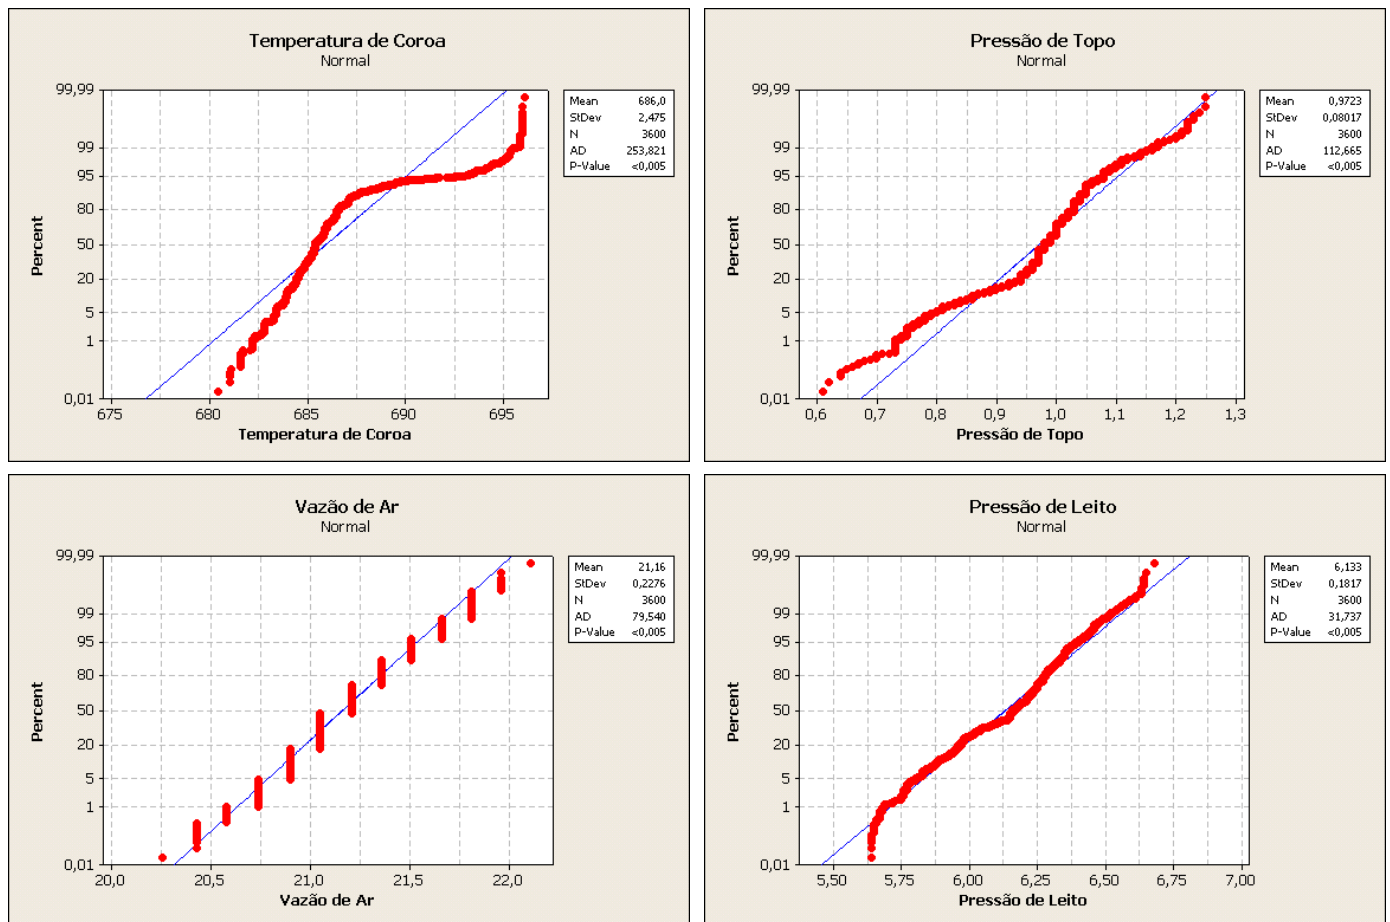 Temperatura de Coroa
Normal
99,99
99
95
80
50
20
5
1
0,01
Percent
675 680 685 690 695
Temperatura de Coroa
Mean 686,0
StDev 2,475
N 3600
AD 253,821
P-Value <0,005
Pressão de Topo
Normal
99,99
99
95
80
50
20
5
1
0,01
Percent
0,6 0,7 0,8 0,9 1,0 1,1 1,2 1,3
Pressão de Topo
Mean 0,9723
StDev 0,08017
N 3600
AD 112,665
P-Value <0,005
Vazão de Ar
Normal
99,99
99
95
80
50
20
5
1
0,01
Percent
20,0 20,5 21,0 21,5 22,0
Vazão de Ar
Mean 21,16
StDev 0,2276
N 3600
AD 79,540
P-Value <0,005
Pressão de Leito
Normal
99,99
99
95
80
50
20
5
1
0,01
Percent
5,50 5,75 6,00 6,25 6,50 6,75 7,00
Pressão de Leito
Mean 6,133
StDev 0,1817
N 3600
AD 31,737
P-Value <0,005